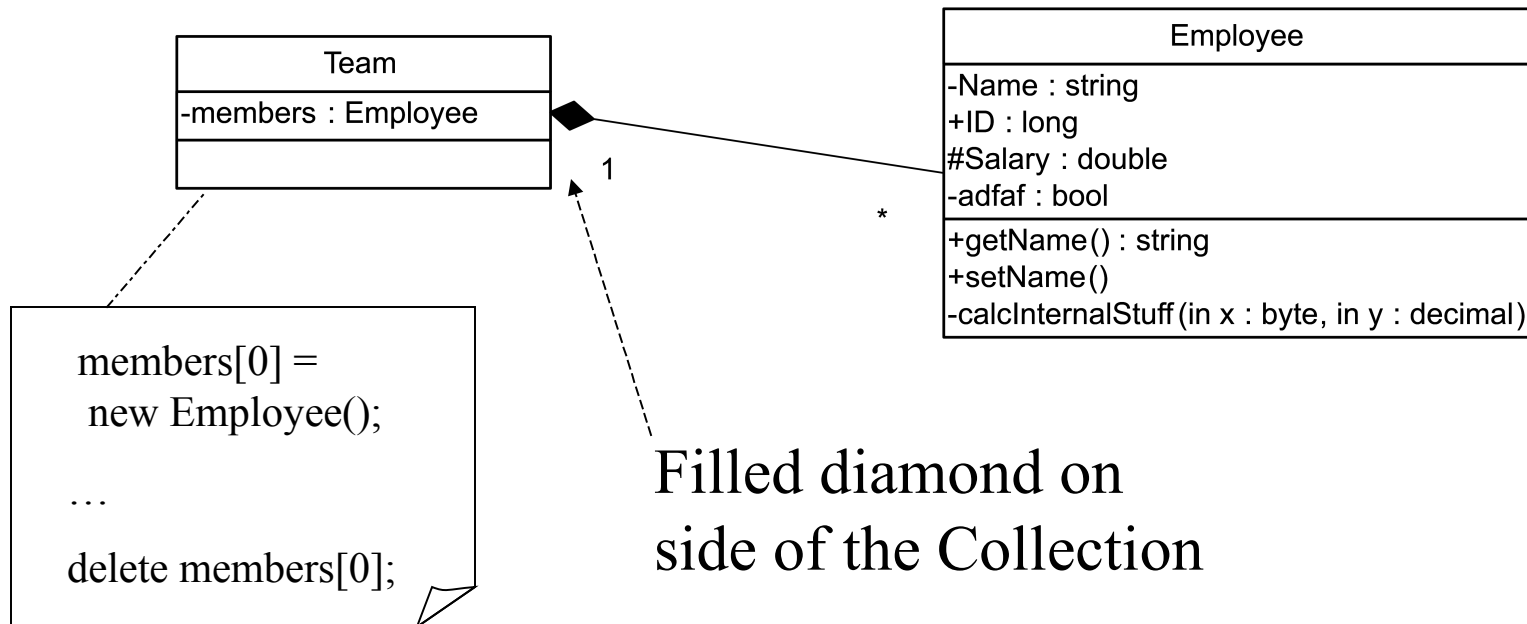 Team
-members : Employee
1
*
Employee
-Name : string
+ID : long
#Salary : double
-adfaf : bool
+getName() : string
+setName()
-calcInternalStuff(in x : byte, in y : decimal)
members[0] =
new Employee();
...
delete members[0];
Filled diamond on
side of the Collection